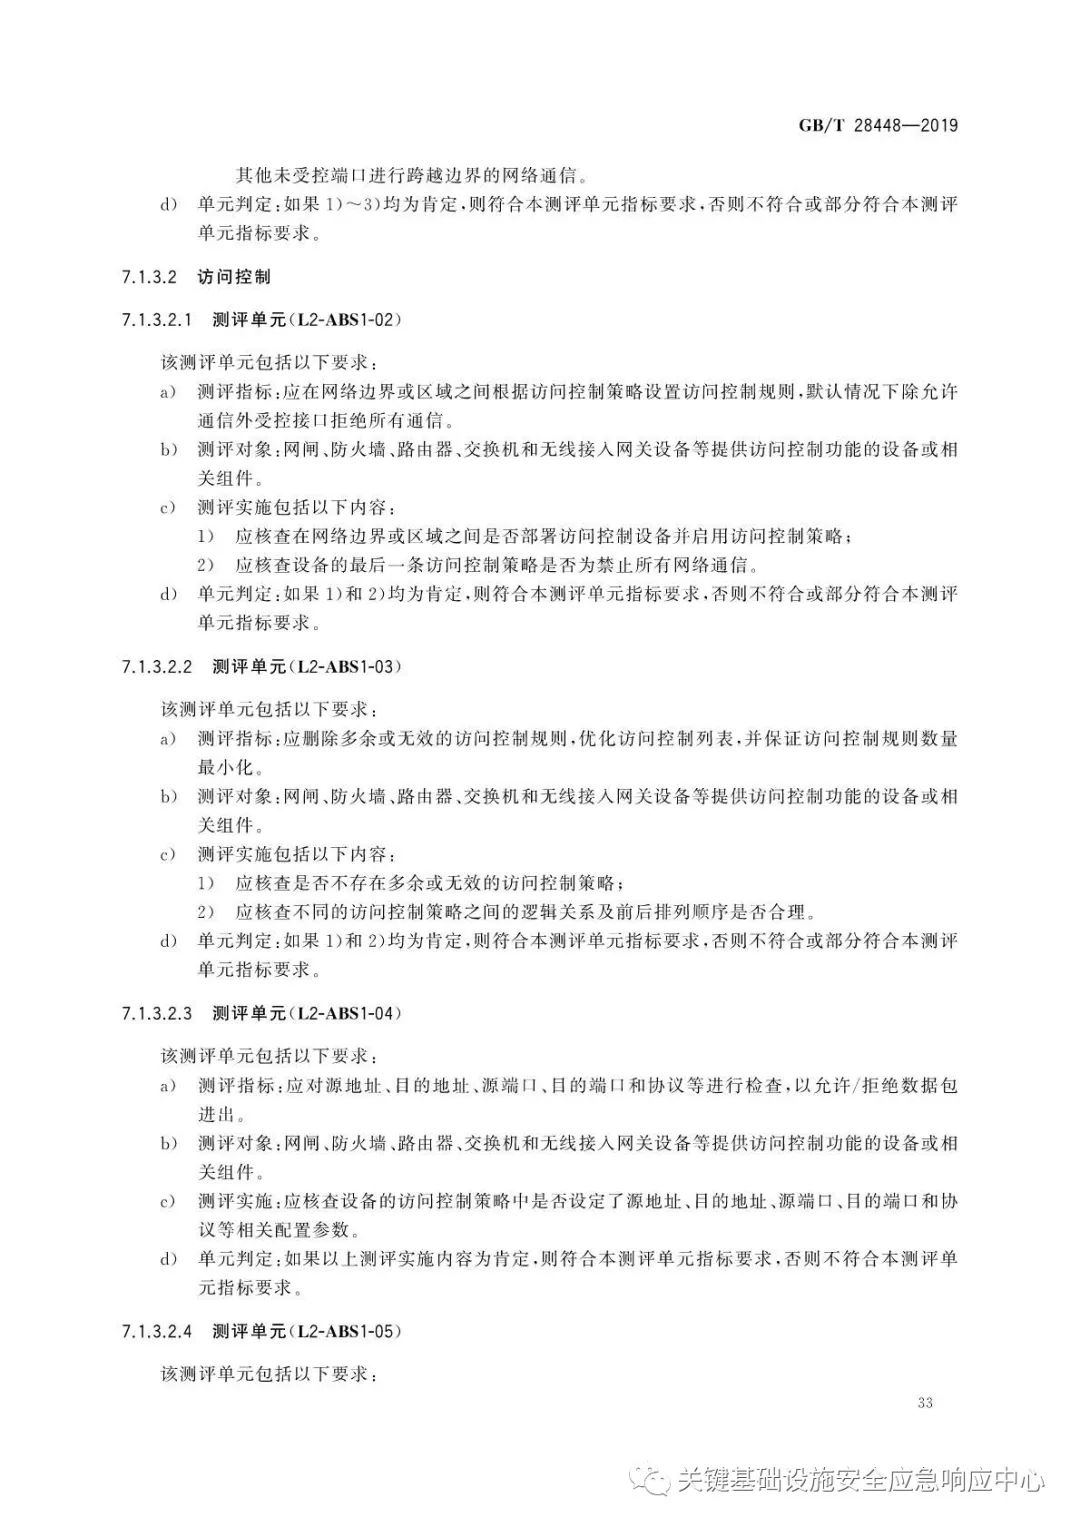 GB/T 28448—2019
其他未受控端口进行跨越边界的网络通信。
d) 单元判定:如果 1)～3)均为肯定,则符合本测评单元指标要求,否则不符合或部分符合本测评
单元指标要求。
7.1.3.2 访问控制
7.1.3.2.1 测评单元(L2-ABS1-02)
该测评单元包括以下要求:
a) 测评指标:应在网络边界或区域之间根据访问控制策略设置访问控制规则,默认情况下除允许
通信外受控接口拒绝所有通信。
b) 测评对象:网闸、防火墙、路由器、交换机和无线接入网关设备等提供访问控制功能的设备或相
关组件。
c) 测评实施包括以下内容:
1) 应核查在网络边界或区域之间是否部署访问控制设备并启用访问控制策略;
2) 应核查设备的最后一条访问控制策略是否为禁止所有网络通信。
d) 单元判定:如果 1)和 2)均为肯定,则符合本测评单元指标要求,否则不符合或部分符合本测评
单元指标要求。
7.1.3.2.2 测评单元(L2-ABS1-03)
该测评单元包括以下要求:
a) 测评指标:应删除多余或无效的访问控制规则,优化访问控制列表,并保证访问控制规则数量
最小化。
b) 测评对象:网闸、防火墙、路由器、交换机和无线接入网关设备等提供访问控制功能的设备或相
关组件。
c) 测评实施包括以下内容:
1) 应核查是否不存在多余或无效的访问控制策略;
2) 应核查不同的访问控制策略之间的逻辑关系及前后排列顺序是否合理。
d) 单元判定:如果 1)和 2)均为肯定,则符合本测评单元指标要求,否则不符合或部分符合本测评
单元指标要求。
7.1.3.2.3 测评单元(L2-ABS1-04)
该测评单元包括以下要求:
a) 测评指标:应对源地址、目的地址、源端口、目的端口和协议等进行检查,以允许/拒绝数据包
进出。
b) 测评对象:网闸、防火墙、路由器、交换机和无线接入网关设备等提供访问控制功能的设备或相
关组件。
c) 测评实施:应核查设备的访问控制策略中是否设定了源地址、目的地址、源端口、目的端口和协
议等相关配置参数。
d) 单元判定:如果以上测评实施内容为肯定,则符合本测评单元指标要求,否则不符合本测评单
元指标要求。
7.1.3.2.4 测评单元(L2-ABS1-05)
该测评单元包括以下要求:
33
关键基础设施安全应急响应中心